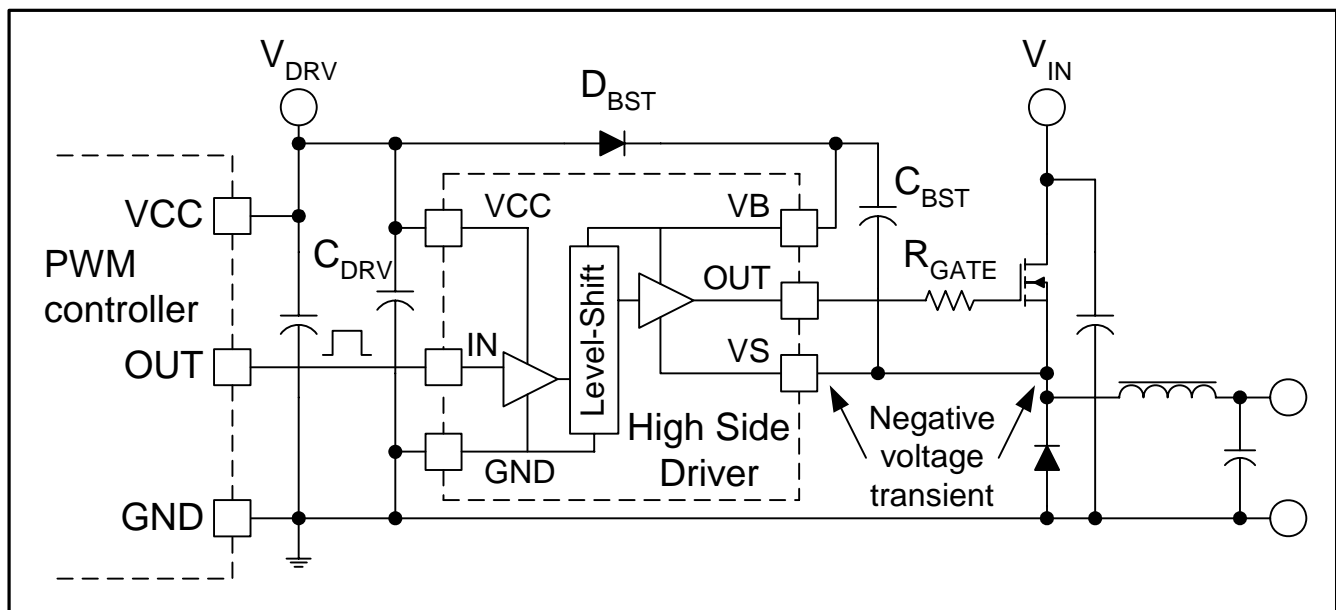 V_DRV
V_IN
D_BST
VCC
PWM
controller
OUT
GND
C_DRV
VCC
IN
GND
Level-Shift
VB
OUT
VS
High Side
Driver
C_BST
R_GATE
Negative
voltage
transient